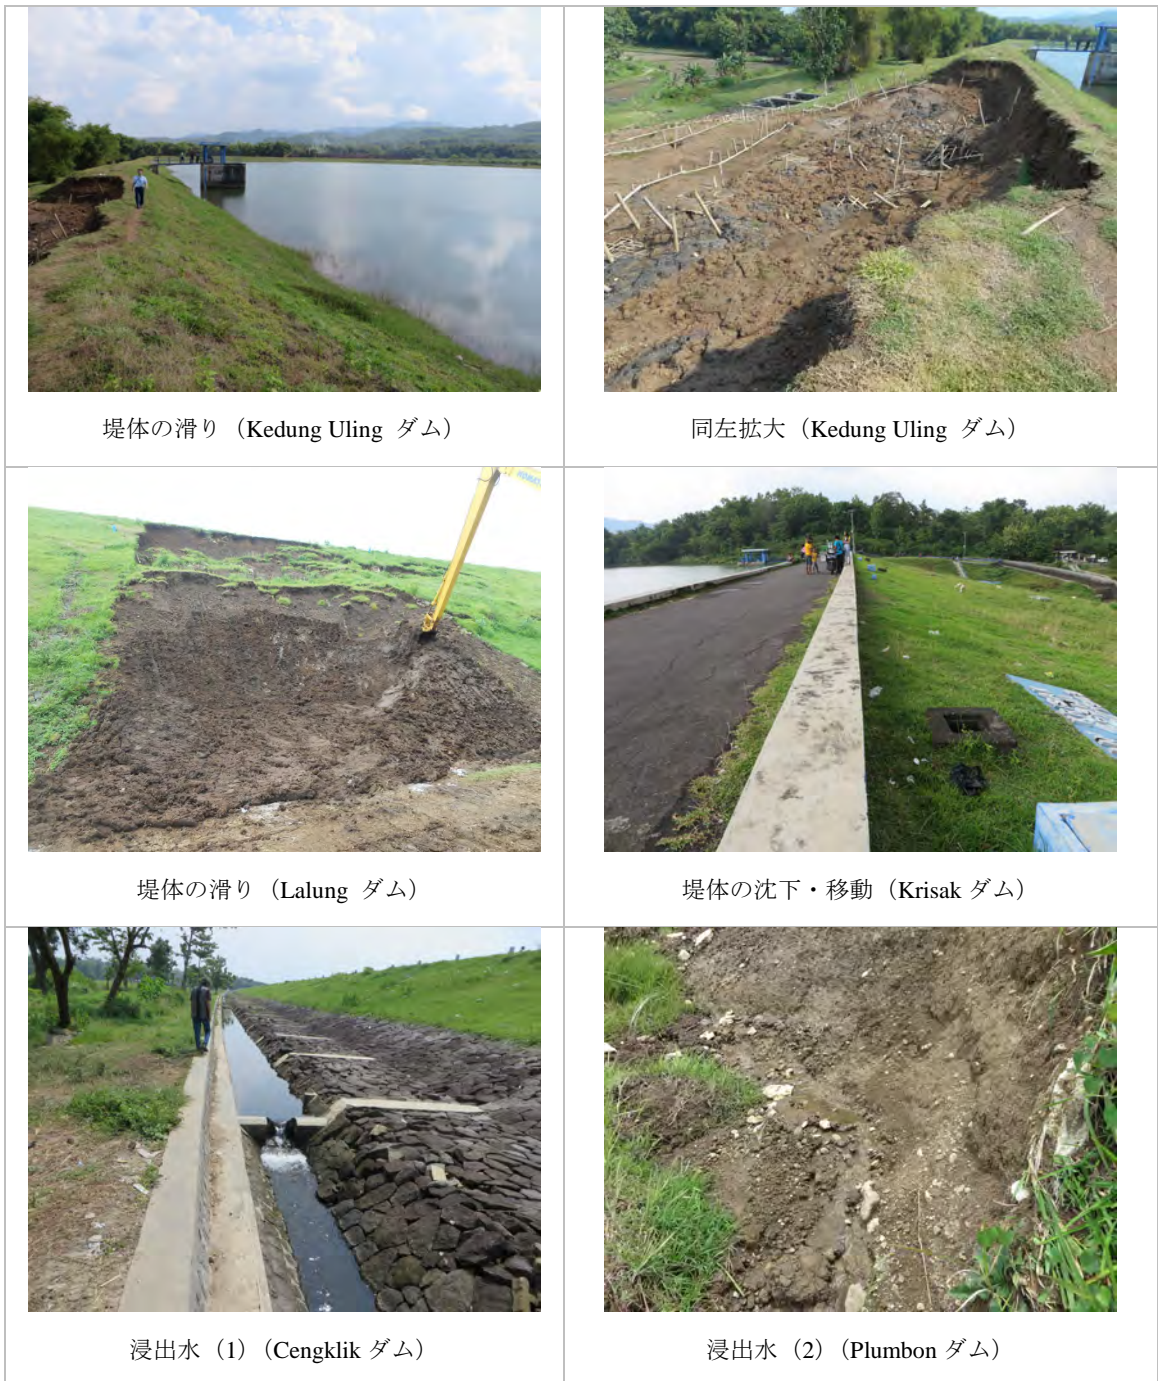 堤体の滑り（Kedung Uling ダム）
同左拡大（Kedung Uling ダム）
堤体の滑り（Lalung ダム）
堤体の沈下・移動（Krisak ダム）
浸出水（1）（Cengklik ダム）
浸出水（2）（Plumbon ダム）